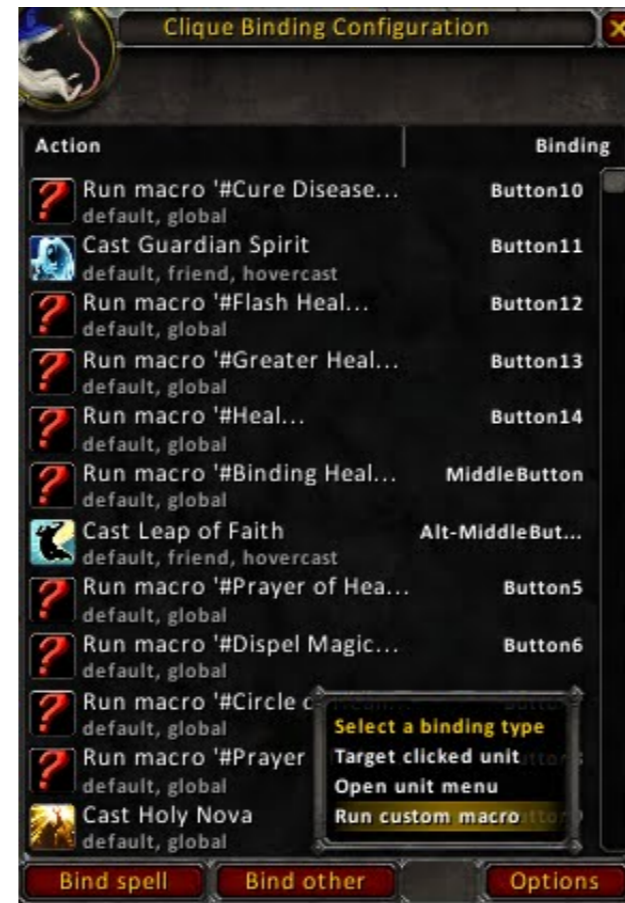 Clique Binding Configuration
Action Binding
Run macro '#Cure Disease... Button10
default, global
Cast Guardian Spirit Button11
default, friend, hovercast
Run macro '#Flash Heal... Button12
default, global
Run macro '#Greater Heal... Button13
default, global
Run macro '#Heal... Button14
default, global
Run macro '#Binding Heal... MiddleButton
default, global
Cast Leap of Faith Alt-MiddleBut...
default, friend, hovercast
Run macro '#Prayer of Hea... Button5
default, global
Run macro '#Dispel Magic... Button6
default, global
Run macro '#Circle
default, global
Run macro '#Prayer
default, global
Cast Holy Nova
default, global
Select a binding type
Target clicked unit
Open unit menu
Run custom macro
Bind spell Bind other Options